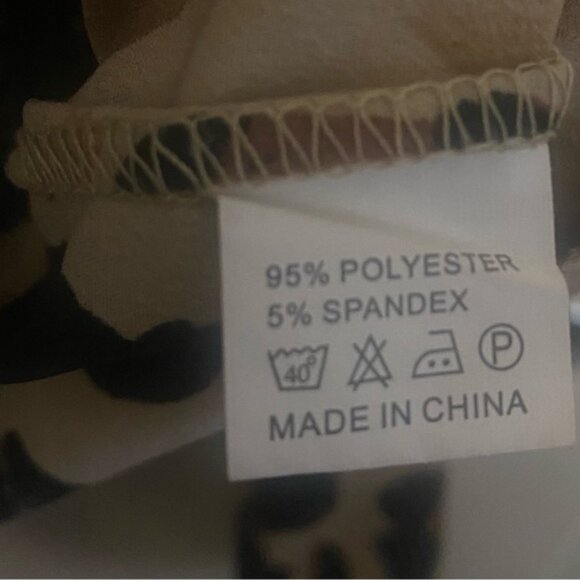 95% POLYESTER
5% SPANDEX
40° P
MADE IN CHINA